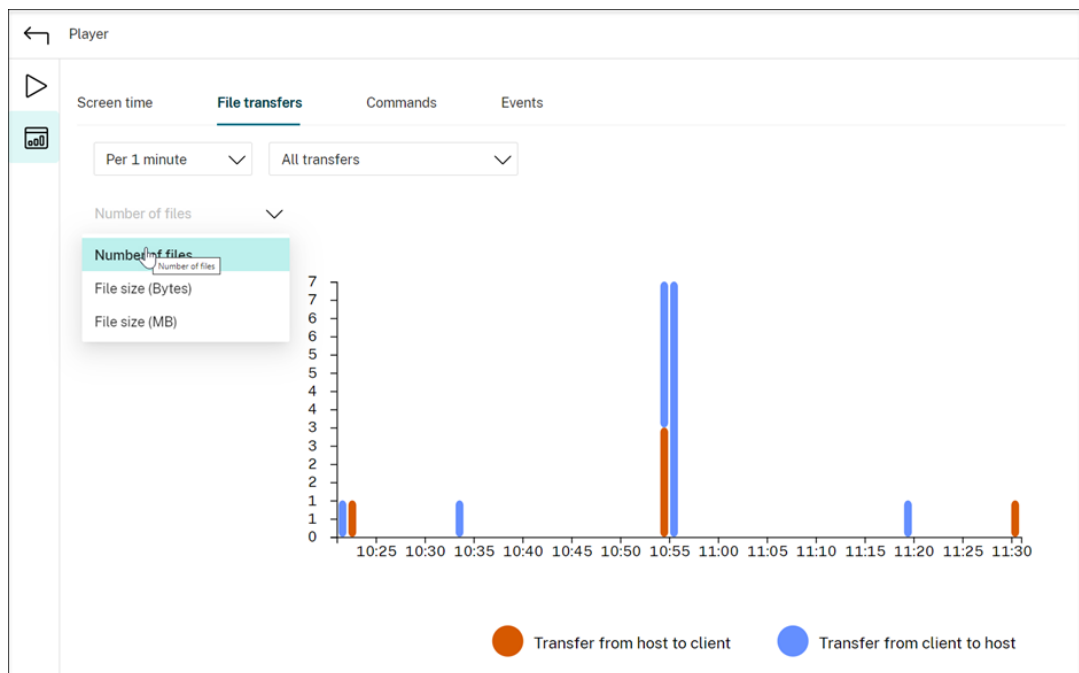 Player
Screen time File transfers Commands Events
Per 1 minute All transfers
Number of files
Number of files
Number of files
File size (Bytes)
File size (MB)
7
7
6
6
5
5
4
4
3
3
2
2
1
1
0
10:25 10:30 10:35 10:40 10:45 10:50 10:55 11:00 11:05 11:10 11:15 11:20 11:25 11:30
Transfer from host to client Transfer from client to host